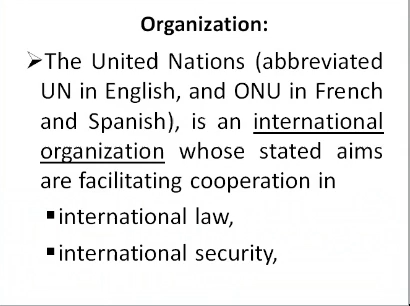 Organization:
➢The United Nations (abbreviated
UN in English, and ONU in French
and Spanish), is an international
organization whose stated aims
are facilitating cooperation in
▪international law,
▪international security,